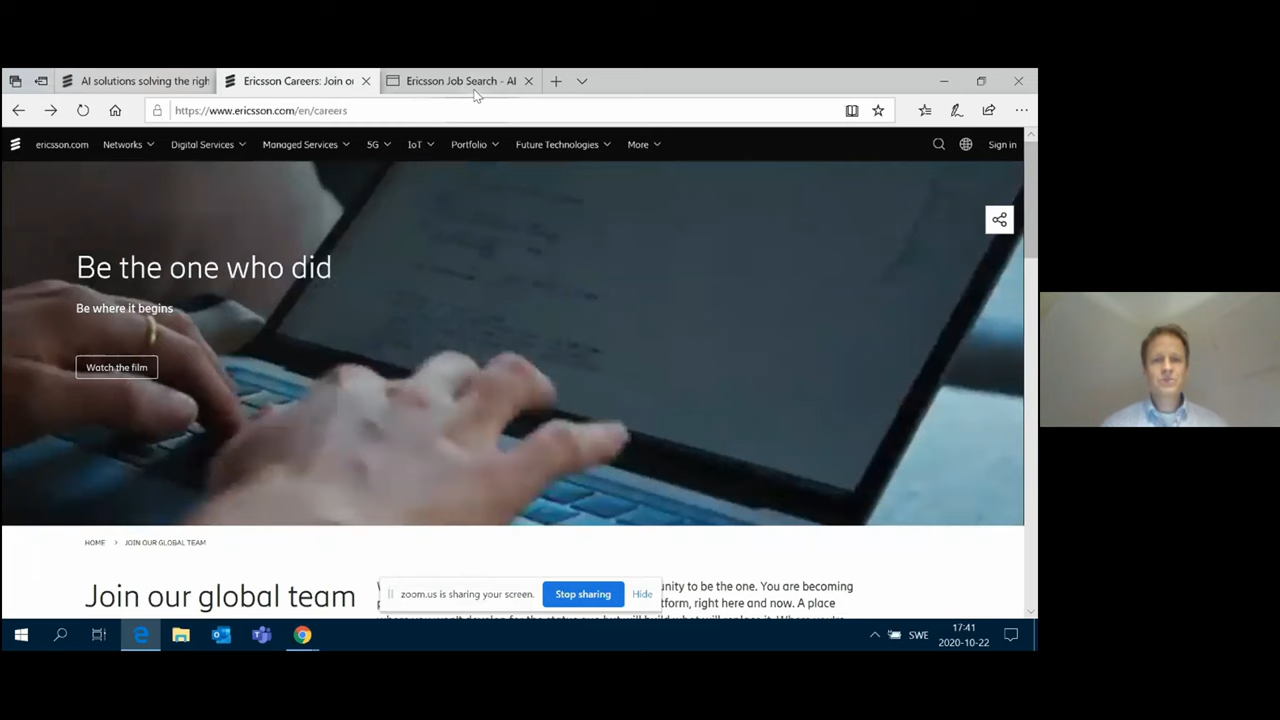 AI solutions solving the righ
Ericsson Careers: Join o
Ericsson Job Search - AI
https://www.ericsson.com/en/careers
ericsson.com Networks Digital Services Managed Services 5G IoT Portfolio Future Technologies More Sign in
Be the one who did
Be where it begins
Watch the film
HOME > JOIN OUR GLOBAL TEAM
Join our global team
unity to be the one. You are becoming
tform, right here and now. A place
zoom.us is sharing your screen. Stop sharing Hide
SWE
17:41
2020-10-22